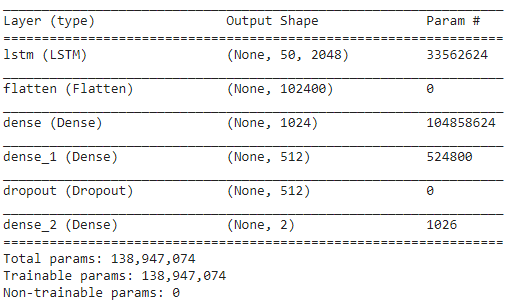 Layer (type) Output Shape Param #
=================================================================
lstm (LSTM) (None, 50, 2048) 33562624
_________________________________________________________________
flatten (Flatten) (None, 102400) 0
_________________________________________________________________
dense (Dense) (None, 1024) 104858624
_________________________________________________________________
dense_1 (Dense) (None, 512) 524800
_________________________________________________________________
dropout (Dropout) (None, 512) 0
_________________________________________________________________
dense_2 (Dense) (None, 2) 1026
=================================================================
Total params: 138,947,074
Trainable params: 138,947,074
Non-trainable params: 0